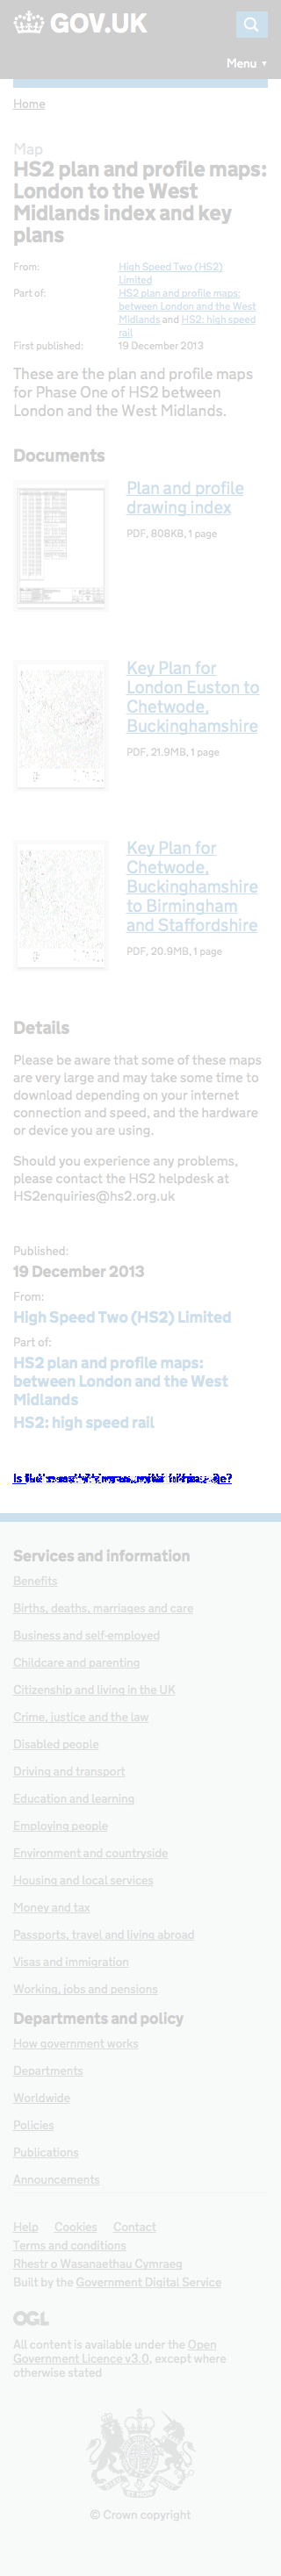 GOV.UK
Menu ▼
Home
Map
HS2 plan and profile maps:
London to the West
Midlands index and key
plans
From: High Speed Two (HS2)
Limited
Part of: HS2 plan and profile maps:
between London and the West
Midlands and HS2: high speed
rail
First published: 19 December 2013
These are the plan and profile maps
for Phase One of HS2 between
London and the West Midlands.
Documents
Plan and profile
drawing index
PDF, 808KB, 1 page
Key Plan for
London Euston to
Chetwode,
Buckinghamshire
PDF, 21.9MB, 1 page
Key Plan for
Chetwode,
Buckinghamshire
to Birmingham
and Staffordshire
PDF, 20.9MB, 1 page
Details
Please be aware that some of these maps
are very large and may take some time to
download depending on your internet
connection and speed, and the hardware
or device you are using.
Should you experience any problems,
please contact the HS2 helpdesk at
HS2enquiries@hs2.org.uk
Published:
19 December 2013
From:
High Speed Two (HS2) Limited
Part of:
HS2 plan and profile maps:
between London and the West
Midlands
HS2: high speed rail
Services and information
Benefits
Births, deaths, marriages and care
Business and self-employed
Childcare and parenting
Citizenship and living in the UK
Crime, justice and the law
Disabled people
Driving and transport
Education and learning
Employing people
Environment and countryside
Housing and local services
Money and tax
Passports, travel and living abroad
Visas and immigration
Working, jobs and pensions
Departments and policy
How government works
Departments
Worldwide
Policies
Publications
Announcements
Help Cookies Contact
Terms and conditions
Rhestr o Wasanaethau Cymraeg
Built by the Government Digital Service
OGL
All content is available under the Open
Government Licence v3.0, except where
otherwise stated
© Crown copyright